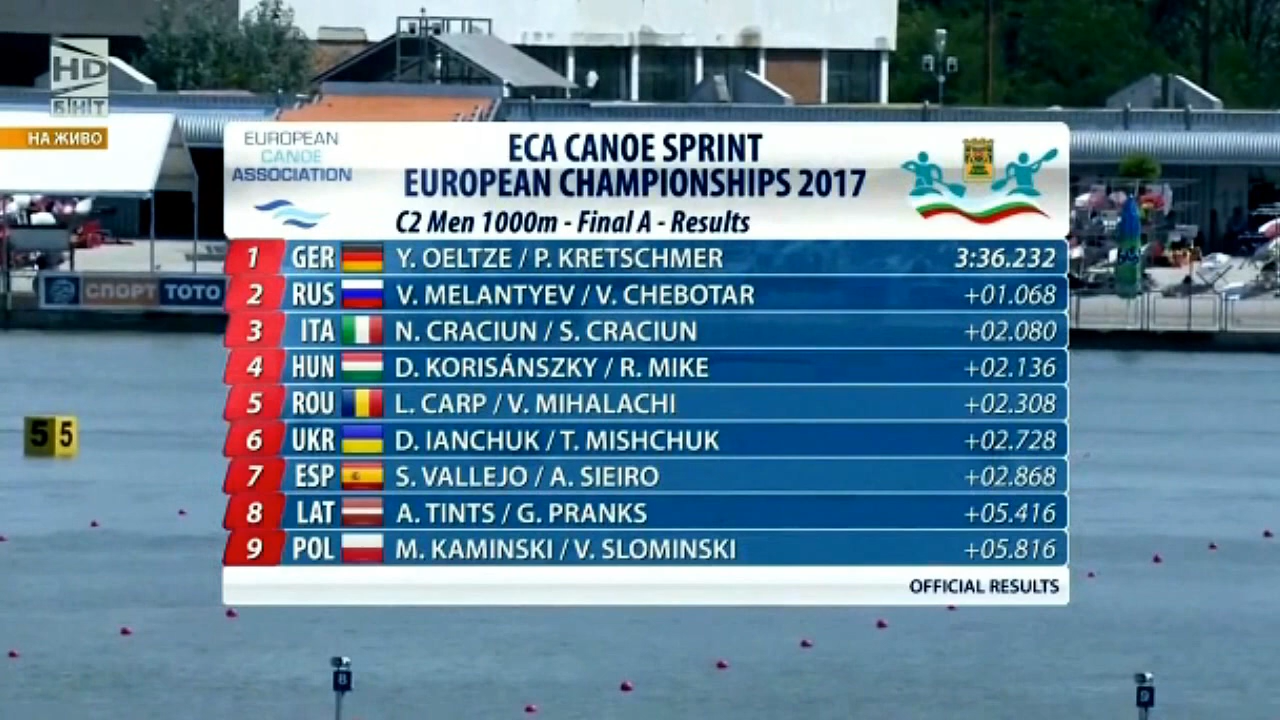 HD
БНТ
НА ЖИВО
EUROPEAN
CANOE
ASSOCIATION
ECA CANOE SPRINT
EUROPEAN CHAMPIONSHIPS 2017
C2 Men 1000m - Final A - Results
1 GER Y. OELTZE / P. KRETSCHMER 3:36.232
2 RUS V. MELANTYEV / V. CHEBOTAR +01.068
3 ITA N. CRACIUN / S. CRACIUN +02.080
4 HUN D. KORISÁNSZKY / R. MIKE +02.136
5 ROU L. CARP / V. MIHALACHI +02.308
6 UKR D. IANCHUK / T. MISHCHUK +02.728
7 ESP S. VALLEJO / A. SIEIRO +02.868
8 LAT A. TINTS / G. PRANKS +05.416
9 POL M. KAMINSKI / V. SLOMINSKI +05.816
OFFICIAL RESULTS
СПОРТ ТОТО
5 5